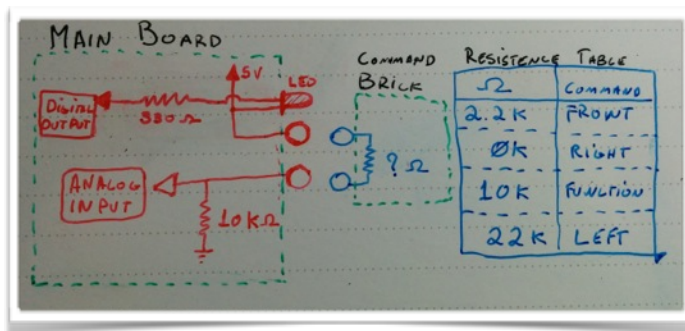 MAIN BOARD
5V
LED
DIGITAL
OUTPUT
330Ω
ANALOG
INPUT
10KΩ
COMMAND
BRICK
? Ω
RESISTENCE TABLE
Ω COMMAND
2.2K FRONT
0K RIGHT
10K FUNCTION
22K LEFT